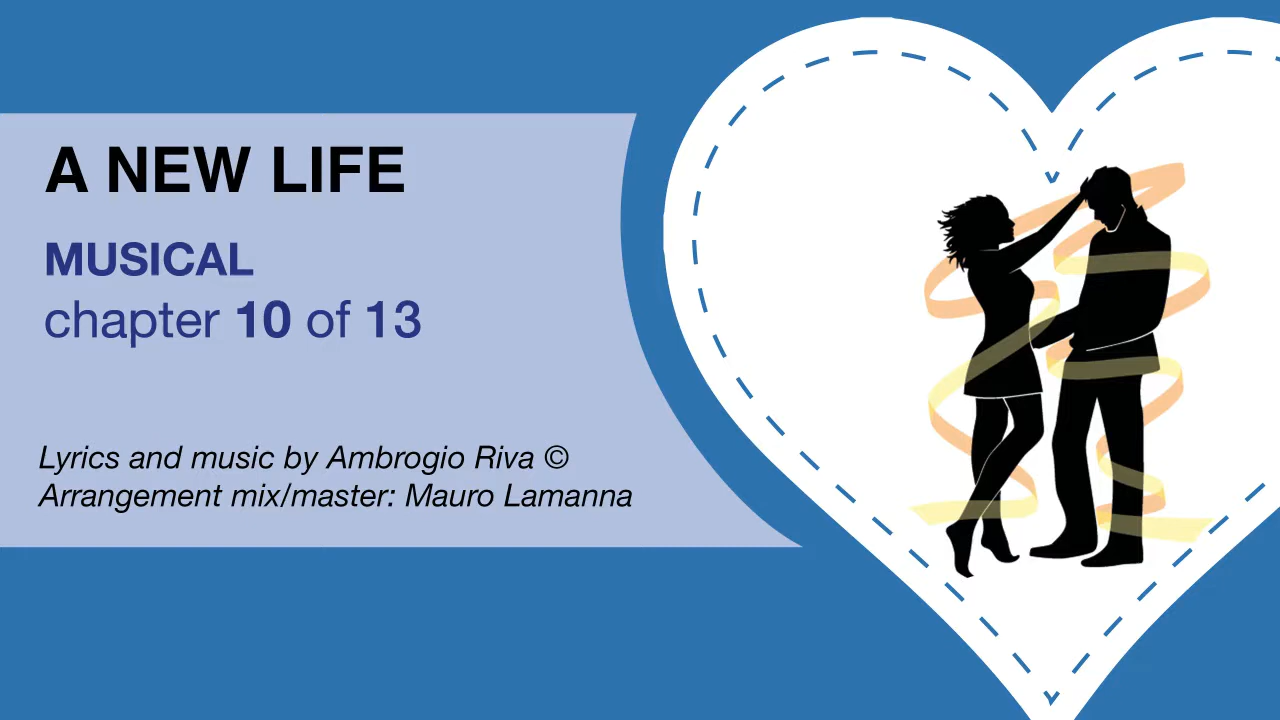 A NEW LIFE
MUSICAL
chapter 10 of 13
Lyrics and music by Ambrogio Riva ©
Arrangement mix/master: Mauro Lamanna